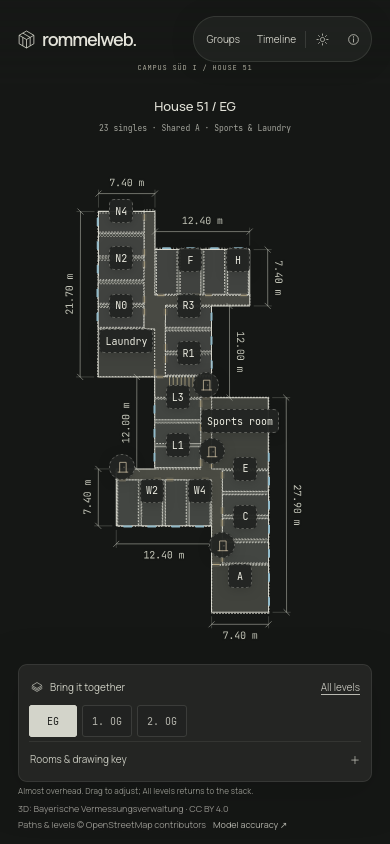 rommelweb.
Groups Timeline
CAMPUS SÜD I / HOUSE 51
House 51 / EG
23 singles · Shared A · Sports & Laundry
7.40 m
N4
12.40 m
N2
F
H
7.40 m
21.70 m
N0
R3
Laundry
R1
12.00 m
L3
12.00 m
Sports room
L1
E
W2
W4
7.40 m
C
27.90 m
12.40 m
A
7.40 m
Bring it together
All levels
EG 1. OG 2. OG
Rooms & drawing key +
Almost overhead. Drag to adjust; All levels returns to the stack.
3D: Bayerische Vermessungsverwaltung · CC BY 4.0
Paths & levels © OpenStreetMap contributors Model accuracy ↗